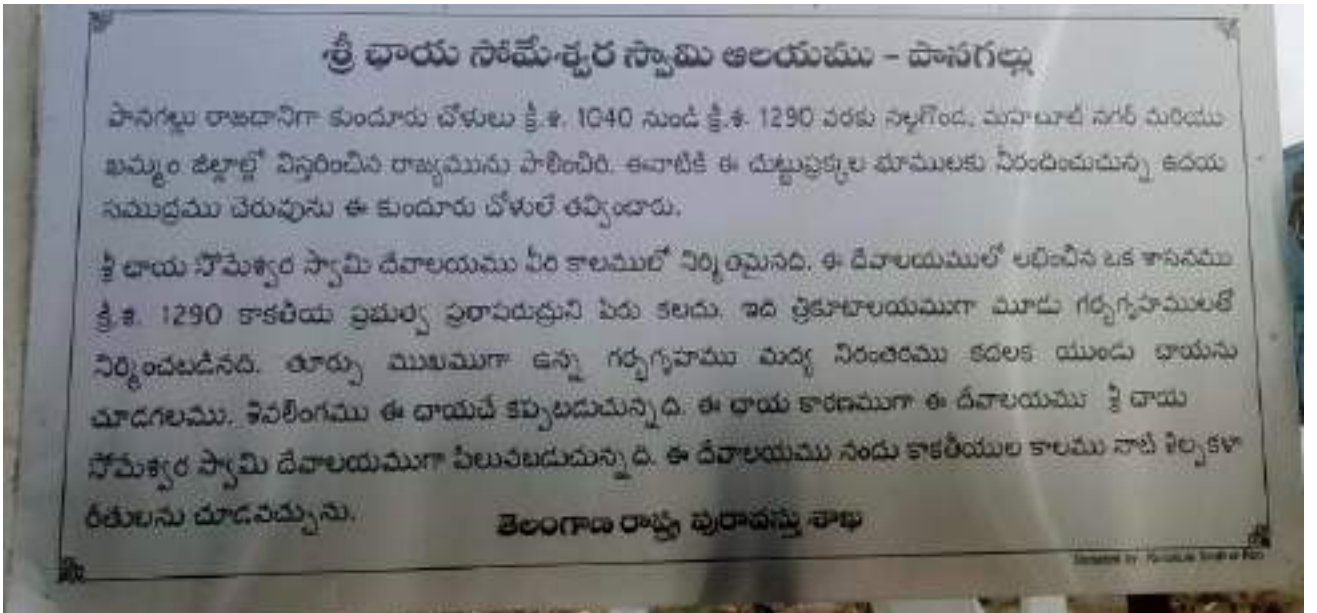 శ్రీ ఛాయ సోమేశ్వర స్వామి ఆలయము - పానగల్లు
పానగల్లు రాజదానిగా కుందూరు చోళులు క్రీ.శ. 1040 నుండి క్రీ.శ. 1290 వరకు నల్లగొండ, మహబూబ్ నగర్ మరియు
ఖమ్మం జిల్లాల్లో విస్తరించిన రాజ్యమును పాలించిరి. ఈనాటికి ఈ చుట్టుప్రక్కల భూములకు నీరందించుచున్న ఉదయ
సముద్రము చెరువును ఈ కుందూరు చోళులే తవ్వించారు.
శ్రీ ఛాయ సోమేశ్వర స్వామి దేవాలయము వీరి కాలములో నిర్మితమైనది. ఈ దేవాలయములో లభించిన ఒక శాసనము
క్రీ.శ. 1290 కాకతీయ ప్రభుత్వ ప్రతాపరుద్రుని పేరు కలదు. ఇది త్రికూటాలయముగా మూడు గర్భగృహములతో
నిర్మించబడినది. తూర్పు ముఖముగా ఉన్న గర్భగృహము మధ్య నిరంతరము కదలక యుండు ఛాయను
చూడగలము. శివలింగము ఈ ఛాయచే కప్పబడుచున్నది. ఈ ఛాయ కారణముగా ఈ దేవాలయము శ్రీ ఛాయ
సోమేశ్వర స్వామి దేవాలయముగా పిలువబడుచున్నది. ఈ దేవాలయము నందు కాకతీయుల కాలము నాటి శిల్పకళా
రీతులను చూడవచ్చును.
తెలంగాణ రాష్ట్ర పురావస్తు శాఖ